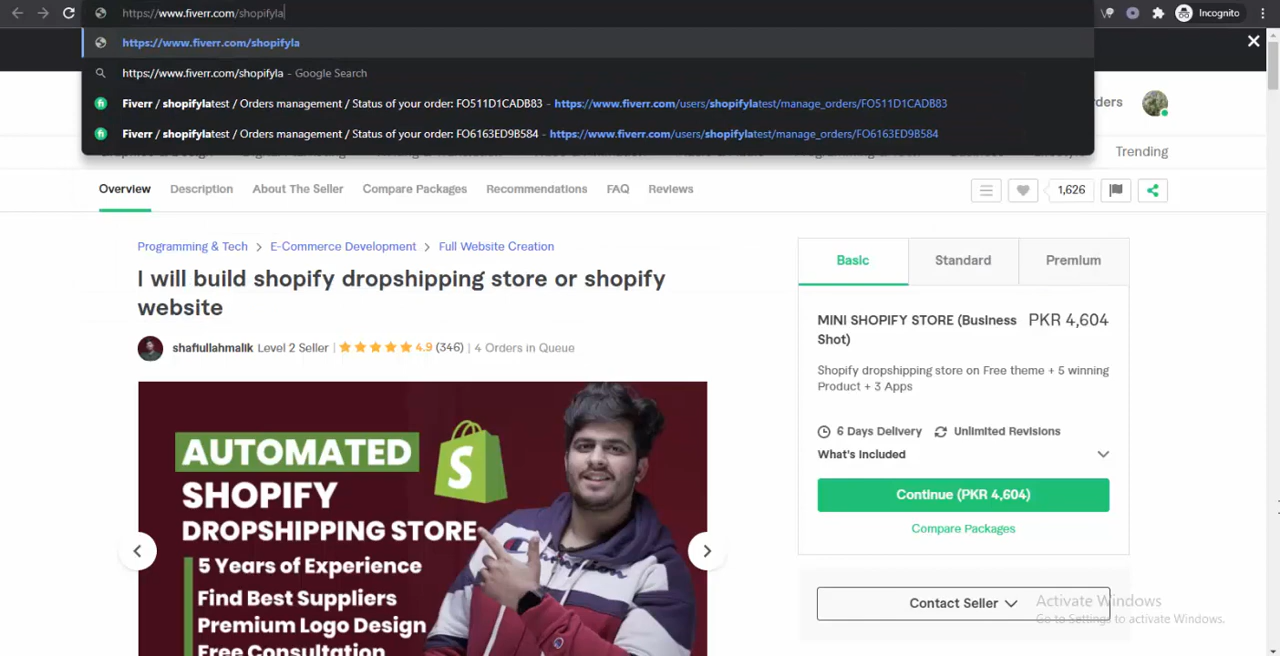 https://www.fiverr.com/shopifyla
Incognito
https://www.fiverr.com/shopifyla
https://www.fiverr.com/shopifyla - Google Search
Fiverr / shopifylatest / Orders management / Status of your order: FO511D1CADB83 - https://www.fiverr.com/users/shopifylatest/manage_orders/FO511D1CADB83
Fiverr / shopifylatest / Orders management / Status of your order: FO6163ED9B584 - https://www.fiverr.com/users/shopifylatest/manage_orders/FO6163ED9B584
Trending
Overview Description About The Seller Compare Packages Recommendations FAQ Reviews 1,626
Programming & Tech > E-Commerce Development > Full Website Creation
I will build shopify dropshipping store or shopify
website
shafiullahmalik Level 2 Seller | 4.9 (346) | 4 Orders in Queue
AUTOMATED
SHOPIFY
DROPSHIPPING STORE
5 Years of Experience
Find Best Suppliers
Premium Logo Design
Free Consultation
Basic Standard Premium
MINI SHOPIFY STORE (Business PKR 4,604
Shot)
Shopify dropshipping store on Free theme + 5 winning
Product + 3 Apps
6 Days Delivery Unlimited Revisions
What's Included
Continue (PKR 4,604)
Compare Packages
Contact Seller
Activate Windows
Go to Settings to activate Windows.